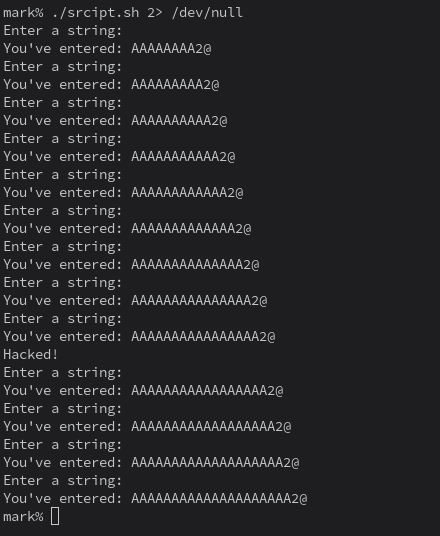 mark% ./srcipt.sh 2> /dev/null
Enter a string:
You've entered: AAAAAAAA2@
Enter a string:
You've entered: AAAAAAAAA2@
Enter a string:
You've entered: AAAAAAAAAA2@
Enter a string:
You've entered: AAAAAAAAAAA2@
Enter a string:
You've entered: AAAAAAAAAAAA2@
Enter a string:
You've entered: AAAAAAAAAAAAA2@
Enter a string:
You've entered: AAAAAAAAAAAAAA2@
Enter a string:
You've entered: AAAAAAAAAAAAAAA2@
Enter a string:
You've entered: AAAAAAAAAAAAAAAA2@
Hacked!
Enter a string:
You've entered: AAAAAAAAAAAAAAAAA2@
Enter a string:
You've entered: AAAAAAAAAAAAAAAAAA2@
Enter a string:
You've entered: AAAAAAAAAAAAAAAAAAA2@
Enter a string:
You've entered: AAAAAAAAAAAAAAAAAAAA2@
mark%